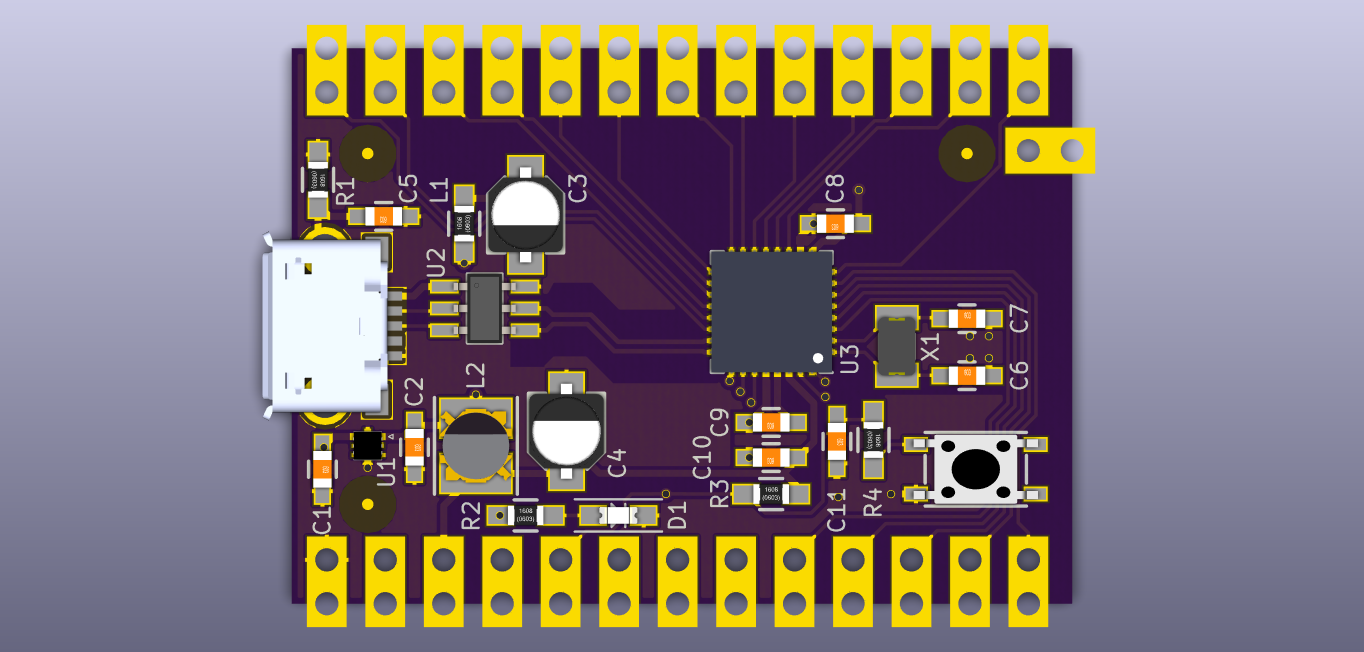 R1
C5
L1
C3
C8
U2
1608
(0603)
U3
X1
C7
C6
C2
L2
C4
C9
C10
U1
C1
R2
1608
(0603)
D1
R3
1608
(0603)
C11
R4
1608
(0603)
1608
(0603)